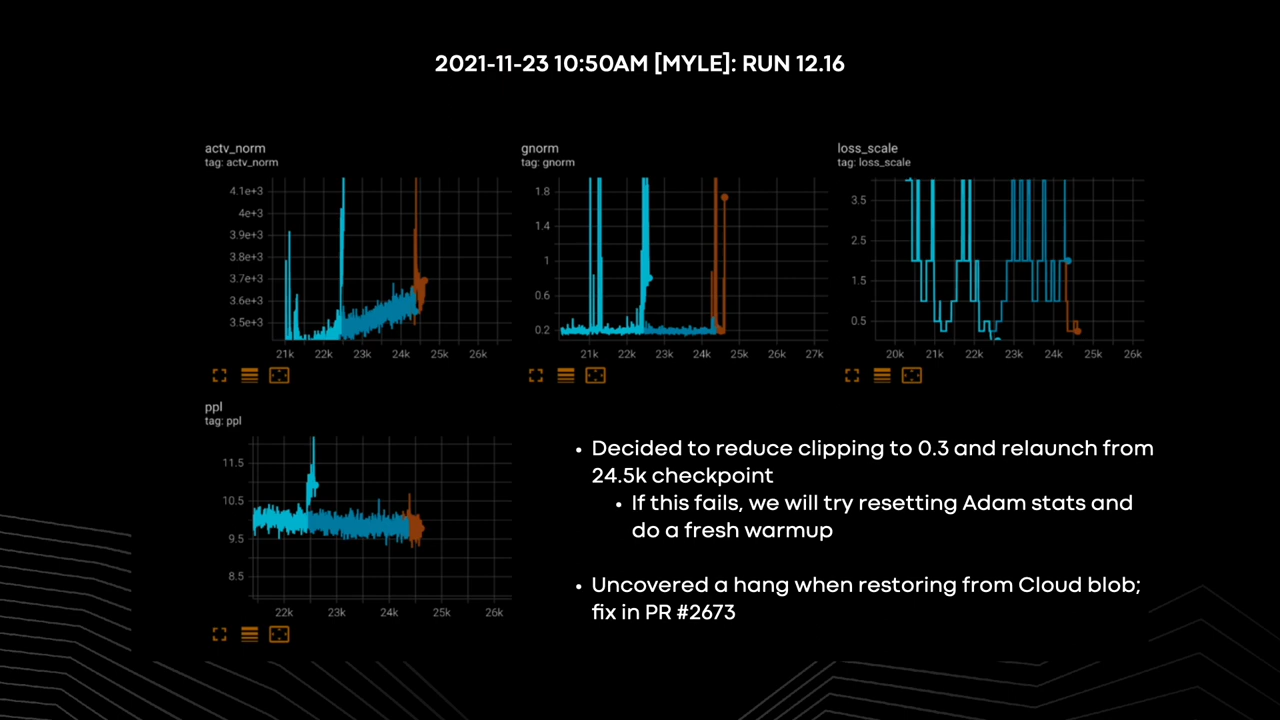 2021-11-23 10:50AM [MYLE]: RUN 12.16
actv_norm
tag: actv_norm
4.1e+3
4e+3
3.9e+3
3.8e+3
3.7e+3
3.6e+3
3.5e+3
21k 22k 23k 24k 25k 26k
gnorm
tag: gnorm
1.8
1.4
1
0.6
0.2
21k 22k 23k 24k 25k 26k 27k
loss_scale
tag: loss_scale
3.5
2.5
1.5
0.5
20k 21k 22k 23k 24k 25k 26k
ppl
tag: ppl
11.5
10.5
9.5
8.5
22k 23k 24k 25k 26k
• Decided to reduce clipping to 0.3 and relaunch from
24.5k checkpoint
• If this fails, we will try resetting Adam stats and
do a fresh warmup
• Uncovered a hang when restoring from Cloud blob;
fix in PR #2673